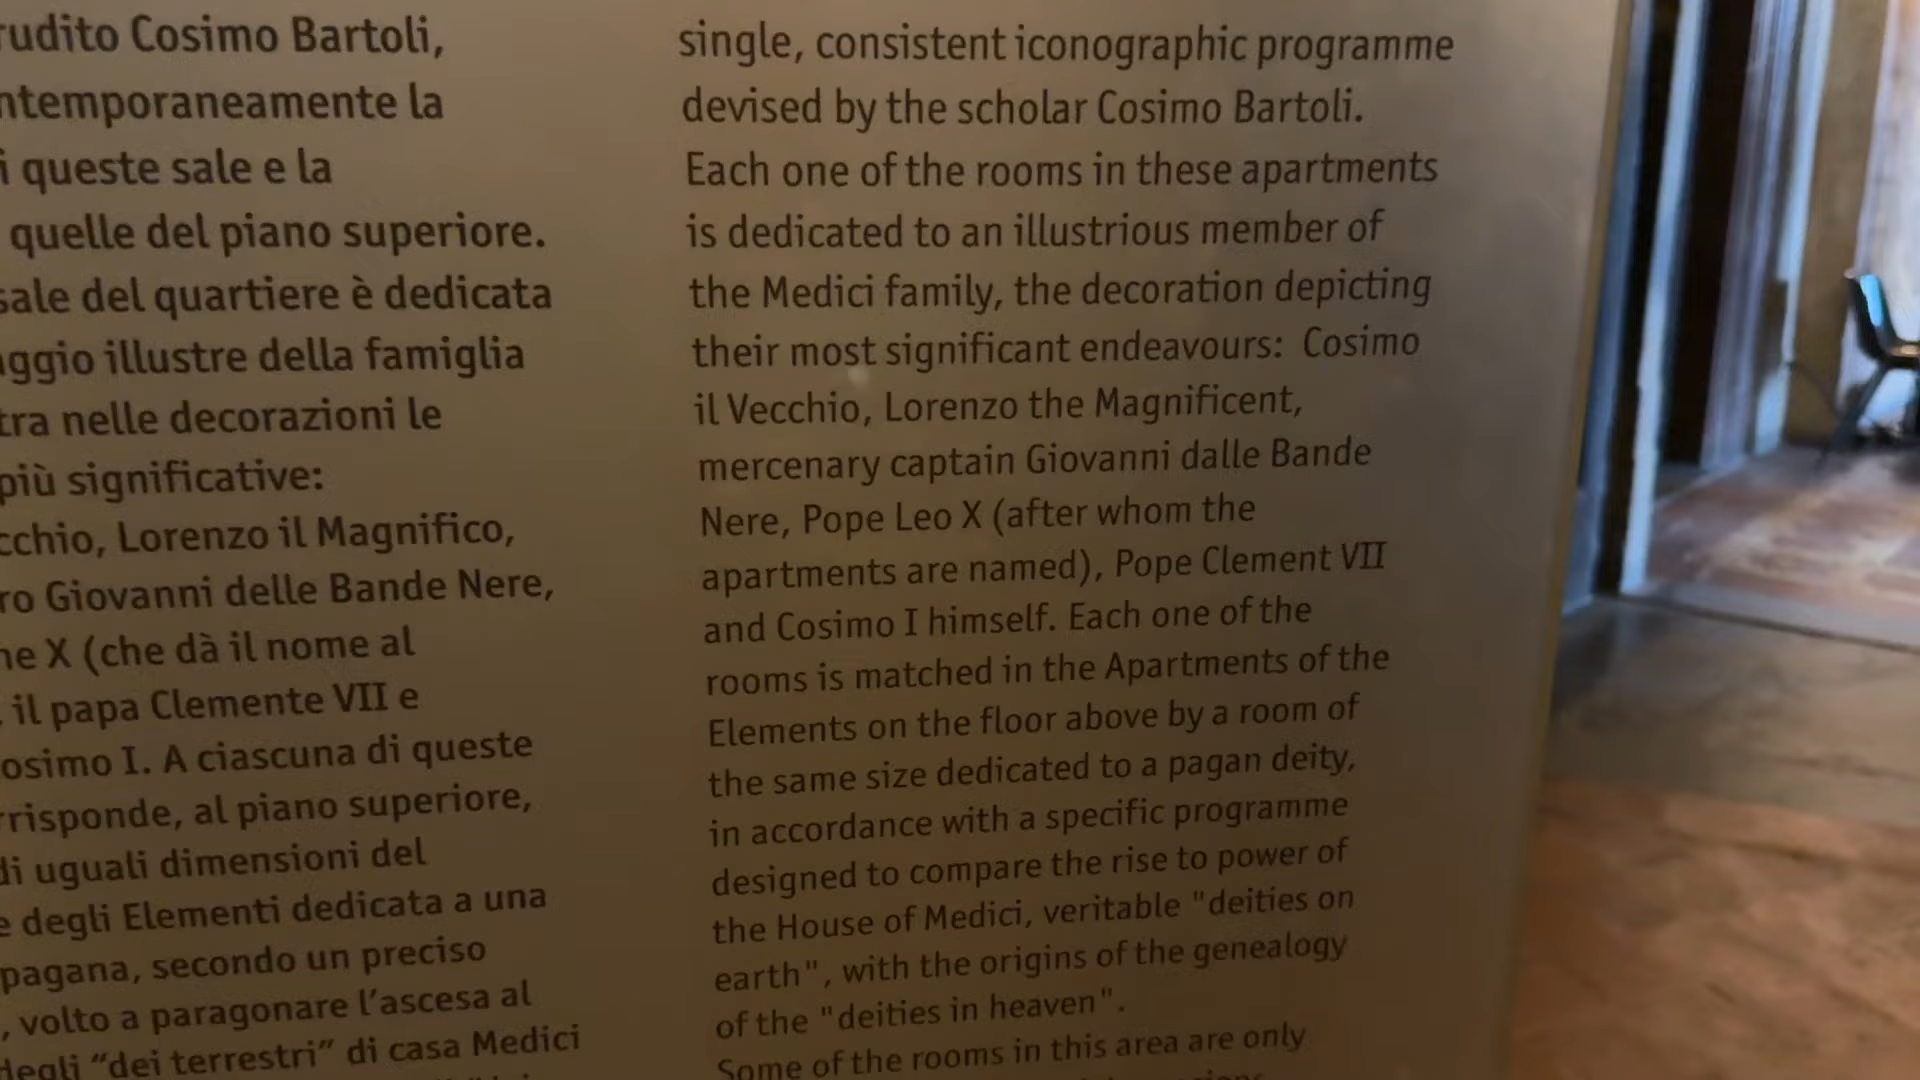 rudito Cosimo Bartoli,
ntemporaneamente la
i queste sale e la
quelle del piano superiore.
sale del quartiere è dedicata
aggio illustre della famiglia
tra nelle decorazioni le
più significative:
cchio, Lorenzo il Magnifico,
ro Giovanni delle Bande Nere,
ne X (che dà il nome al
, il papa Clemente VII e
osimo I. A ciascuna di queste
rrisponde, al piano superiore,
di uguali dimensioni del
e degli Elementi dedicata a una
pagana, secondo un preciso
, volto a paragonare l’ascesa al
degli “dei terrestri” di casa Medici
single, consistent iconographic programme
devised by the scholar Cosimo Bartoli.
Each one of the rooms in these apartments
is dedicated to an illustrious member of
the Medici family, the decoration depicting
their most significant endeavours: Cosimo
il Vecchio, Lorenzo the Magnificent,
mercenary captain Giovanni dalle Bande
Nere, Pope Leo X (after whom the
apartments are named), Pope Clement VII
and Cosimo I himself. Each one of the
rooms is matched in the Apartments of the
Elements on the floor above by a room of
the same size dedicated to a pagan deity,
in accordance with a specific programme
designed to compare the rise to power of
the House of Medici, veritable "deities on
earth", with the origins of the genealogy
of the "deities in heaven".
Some of the rooms in this area are only